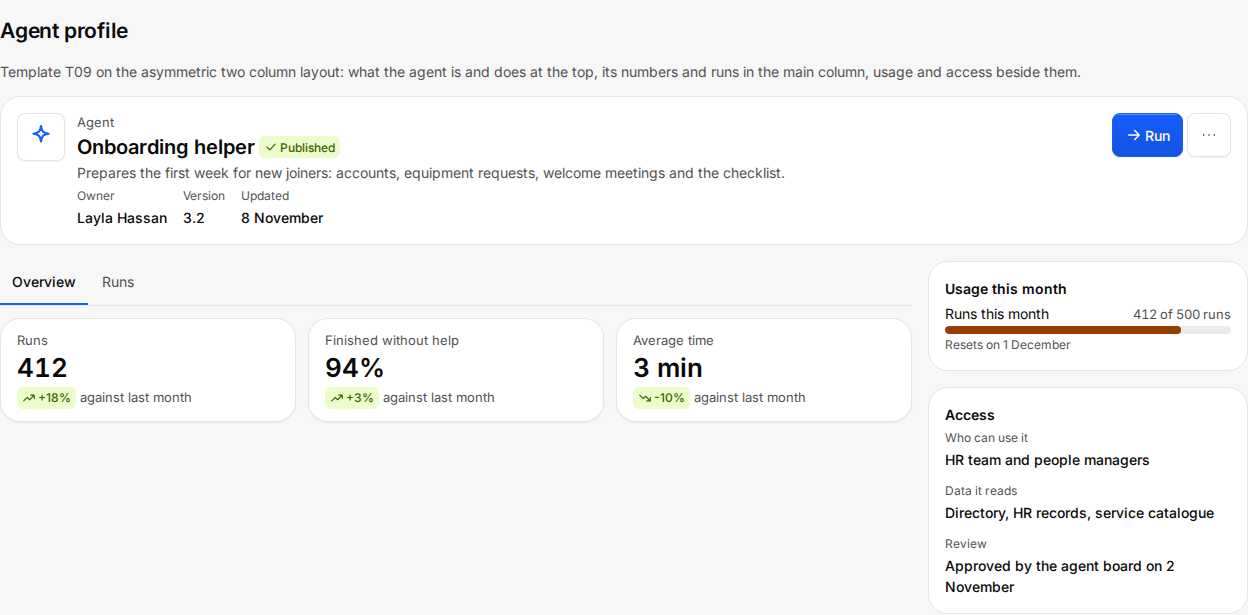 Agent profile
Template T09 on the asymmetric two column layout: what the agent is and does at the top, its numbers and runs in the main column, usage and access beside them.
Agent
Onboarding helper Published
Prepares the first week for new joiners: accounts, equipment requests, welcome meetings and the checklist.
Owner Version Updated
Layla Hassan 3.2 8 November
Run ...
Overview Runs
Runs
412
+18% against last month
Finished without help
94%
+3% against last month
Average time
3 min
-10% against last month
Usage this month
Runs this month 412 of 500 runs
Resets on 1 December
Access
Who can use it
HR team and people managers
Data it reads
Directory, HR records, service catalogue
Review
Approved by the agent board on 2
November